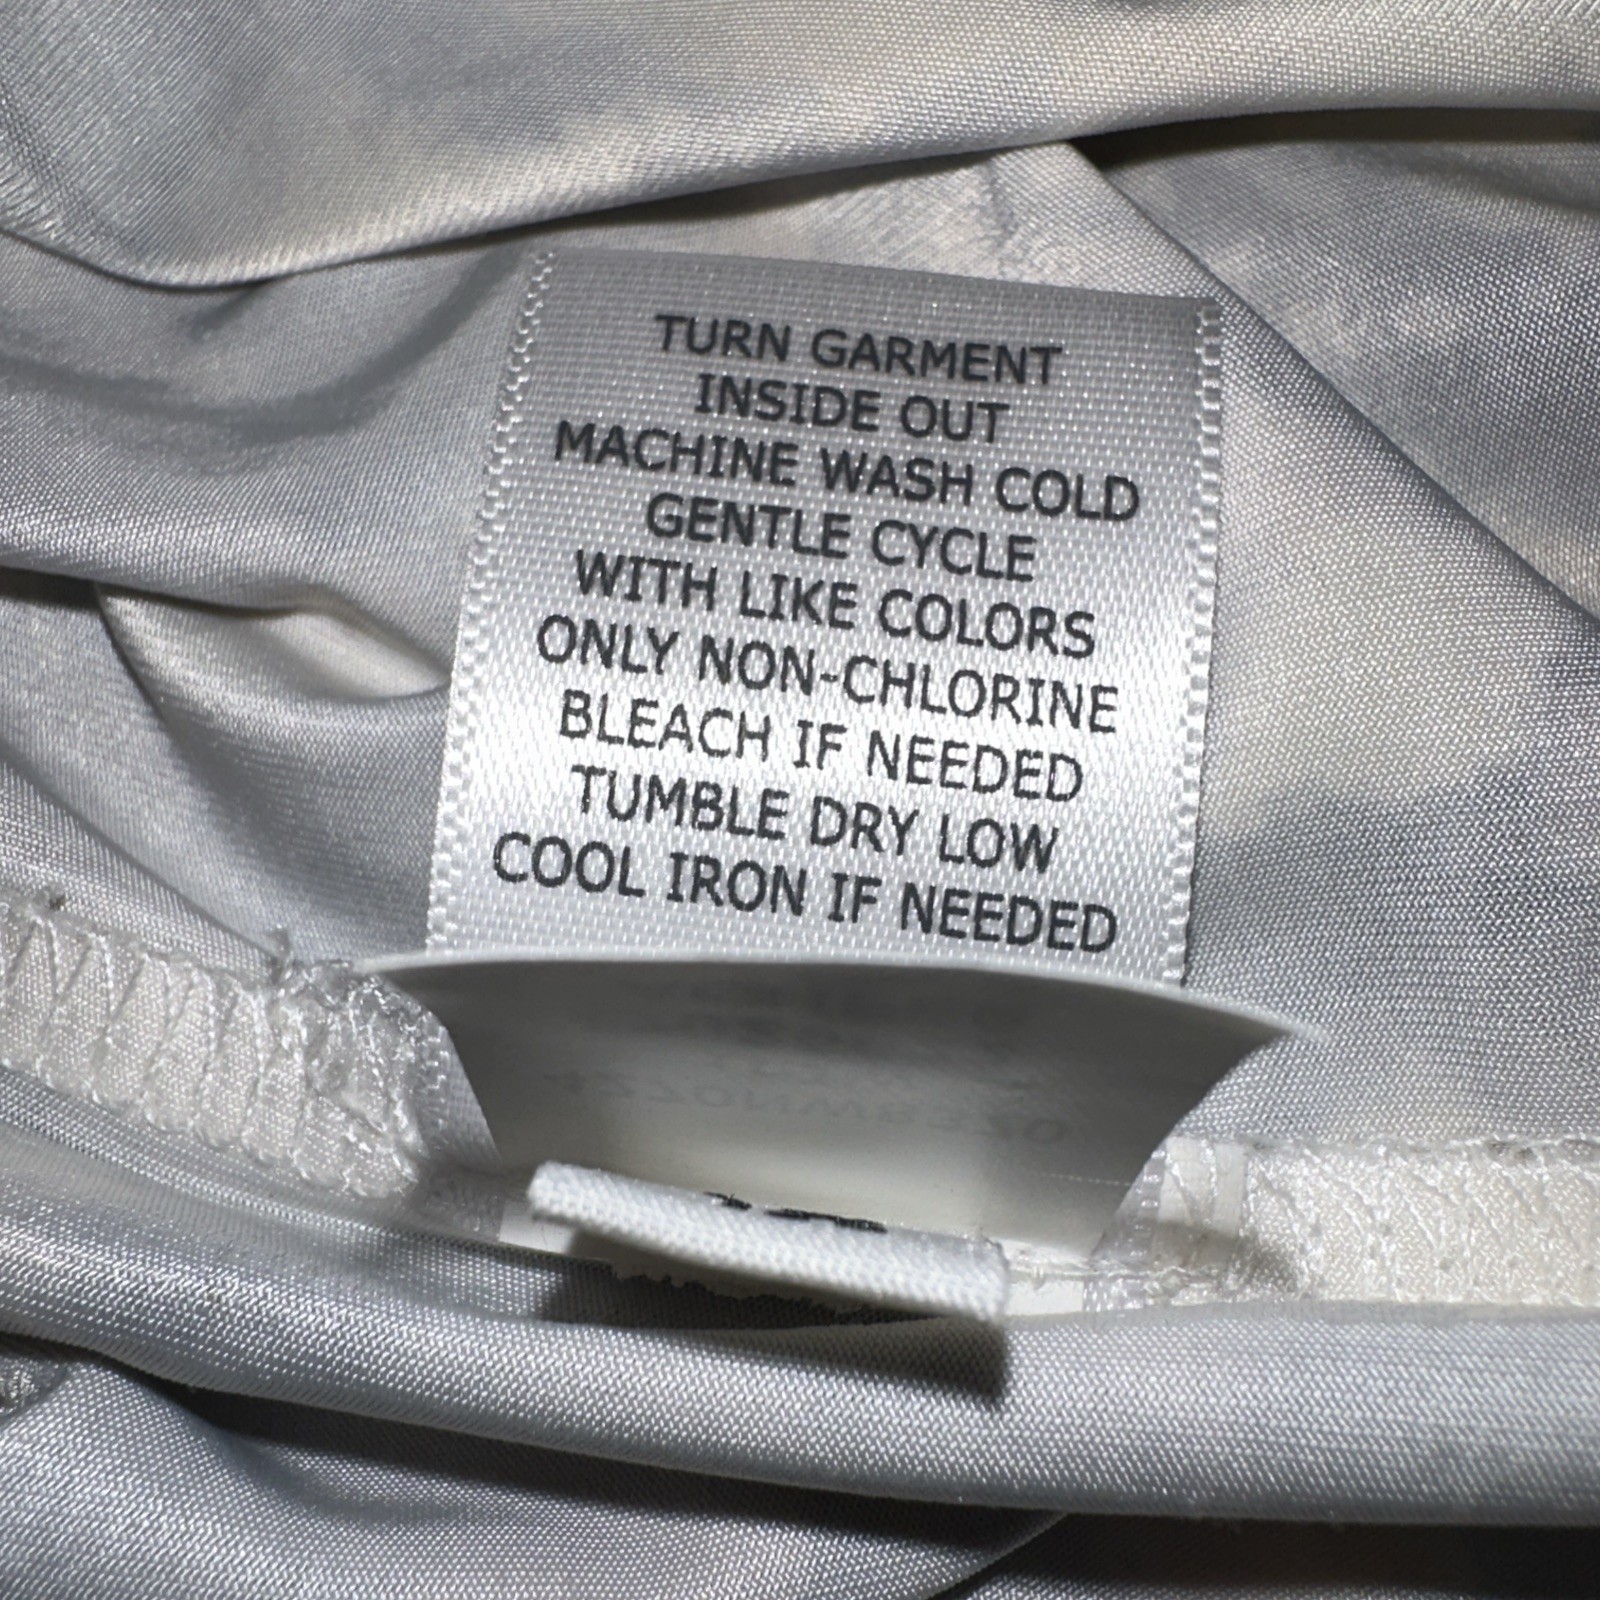 TURN GARMENT
INSIDE OUT
MACHINE WASH COLD
GENTLE CYCLE
WITH LIKE COLORS
ONLY NON-CHLORINE
BLEACH IF NEEDED
TUMBLE DRY LOW
COOL IRON IF NEEDED